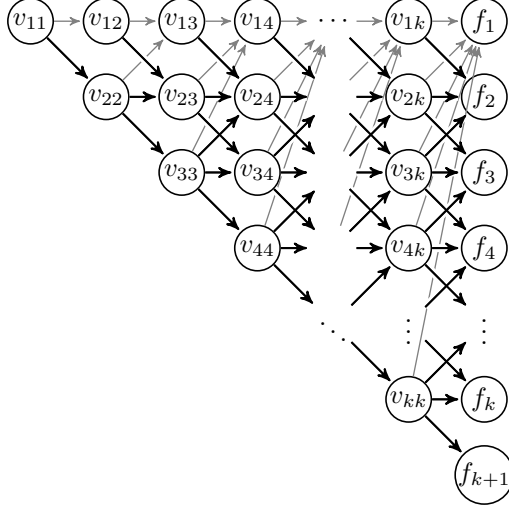 v₁₁ v₁₂ v₁₃ v₁₄ ⋯ v₁ₖ f₁
v₂₂ v₂₃ v₂₄ v₂ₖ f₂
v₃₃ v₃₄ v₃ₖ f₃
v₄₄ v₄ₖ f₄
⋱ ⋮ ⋮
vₖₖ fₖ
fₖ₊₁